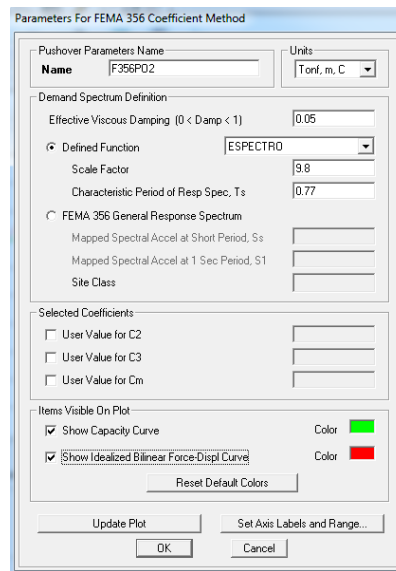 Parameters For FEMA 356 Coefficient Method
Pushover Parameters Name
Name F356PO2
Units
Tonf, m, C
Demand Spectrum Definition
Effective Viscous Damping (0 < Damp < 1) 0.05
Defined Function ESPECTRO
Scale Factor 9.8
Characteristic Period of Resp Spec, Ts 0.77
FEMA 356 General Response Spectrum
Mapped Spectral Accel at Short Period, Ss
Mapped Spectral Accel at 1 Sec Period, S1
Site Class
Selected Coefficients
User Value for C2
User Value for C3
User Value for Cm
Items Visible On Plot
Show Capacity Curve Color
Show Idealized Bilinear Force-Displ Curve Color
Reset Default Colors
Update Plot Set Axis Labels and Range...
OK Cancel